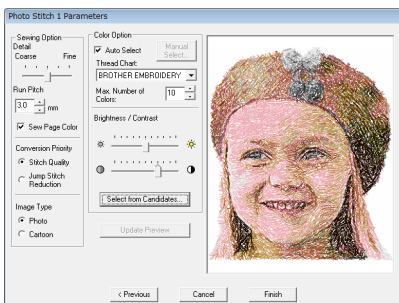 Photo Stitch 1 Parameters
Sewing Option
Detail
Coarse Fine
Run Pitch
3.0 mm
Sew Page Color
Conversion Priority
Stitch Quality
Jump Stitch
Reduction
Image Type
Photo
Cartoon
Color Option
Auto Select
Manual
Select...
Thread Chart:
BROTHER EMBROIDERY
Max. Number of
Colors:
10
Brightness / Contrast
Select from Candidates...
Update Preview
< Previous
Cancel
Finish